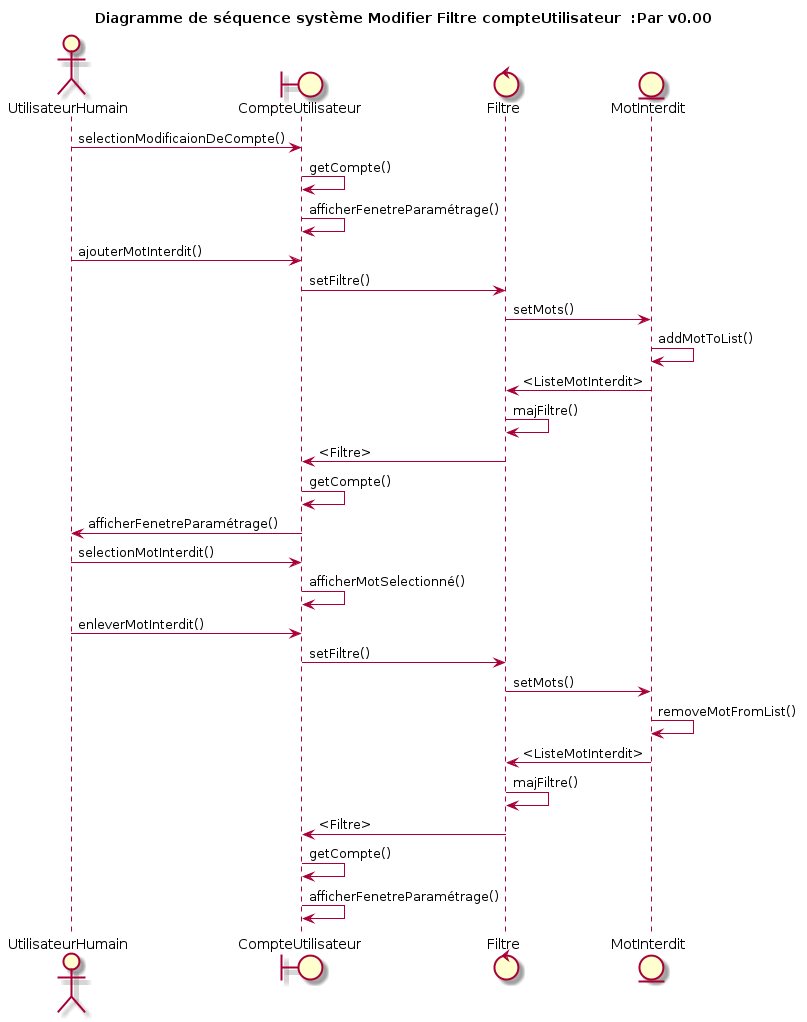 Diagramme de séquence système Modifier Filtre compteUtilisateur :Par v0.00
UtilisateurHumain CompteUtilisateur Filtre MotInterdit
selectionModificaionDeCompte()
getCompte()
afficherFenetreParamétrage()
ajouterMotInterdit()
setFiltre()
setMots()
addMotToList()
<ListeMotInterdit>
majFiltre()
<Filtre>
getCompte()
afficherFenetreParamétrage()
selectionMotInterdit()
afficherMotSelectionné()
enleverMotInterdit()
setFiltre()
setMots()
removeMotFromList()
<ListeMotInterdit>
majFiltre()
<Filtre>
getCompte()
afficherFenetreParamétrage()
UtilisateurHumain CompteUtilisateur Filtre MotInterdit